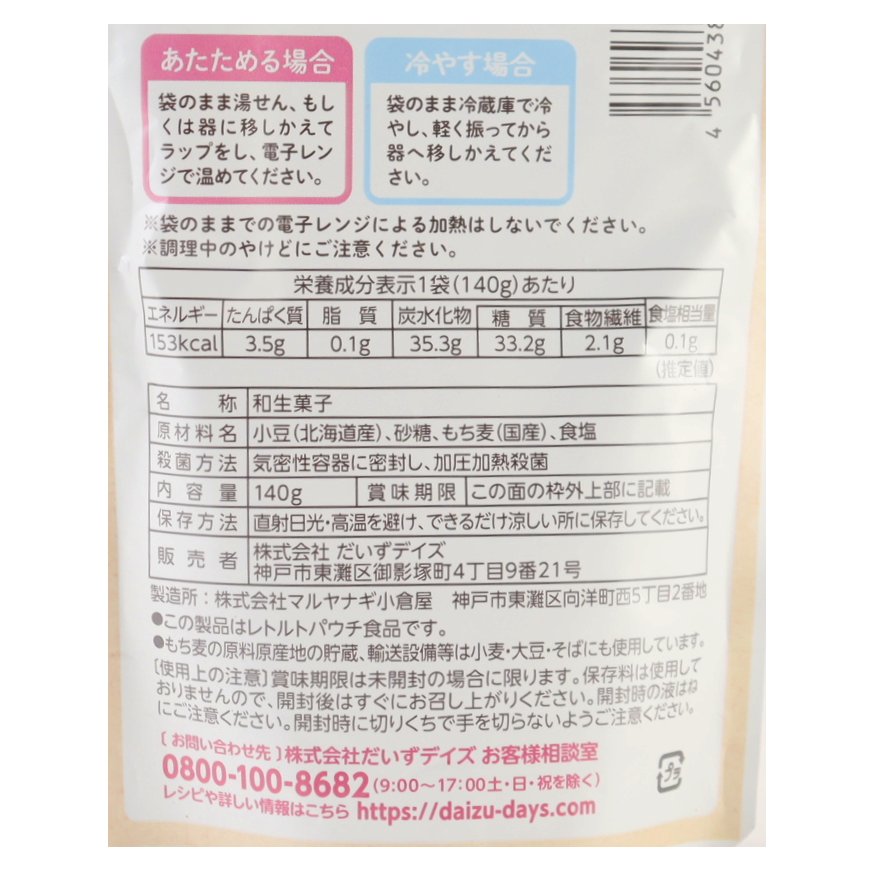 あたためる場合
袋のまま湯せん、もし
くは器に移しかえて
ラップをし、電子レン
ジで温めてください。
冷やす場合
袋のまま冷蔵庫で冷
やし、軽く振ってから
器へ移しかえてくだ
さい。
4 560438
※袋のままでの電子レンジによる加熱はしないでください。
※調理中のやけどにご注意ください。
栄養成分表示1袋(140g)あたり
エネルギー たんぱく質 脂質 炭水化物 糖質 食物繊維 食塩相当量
153kcal 3.5g 0.1g 35.3g 33.2g 2.1g 0.1g
(推定値)
名称 和生菓子
原材料名 小豆(北海道産)、砂糖、もち麦(国産)、食塩
殺菌方法 気密性容器に密封し、加圧加熱殺菌
内容量 140g 賞味期限 この面の枠外上部に記載
保存方法 直射日光・高温を避け、できるだけ涼しい所に保存してください。
販売者 株式会社 だいずデイズ
神戸市東灘区御影塚町4丁目9番21号
製造所:株式会社マルヤナギ小倉屋 神戸市東灘区向洋町西5丁目2番地
●この製品はレトルトパウチ食品です。
●もち麦の原料原産地の貯蔵、輸送設備等は小麦・大豆・そばにも使用しています。
〔使用上の注意〕賞味期限は未開封の場合に限ります。保存料は使用して
おりませんので、開封後はすぐにお召し上がりください。開封時の液はね
にご注意ください。開封時に切りくちで手を切らないようご注意ください。
〔お問い合わせ先〕株式会社だいずデイズ お客様相談室
0800-100-8682(9:00〜17:00土・日・祝を除く)
レシピや詳しい情報はこちら https://daizu-days.com
プラ